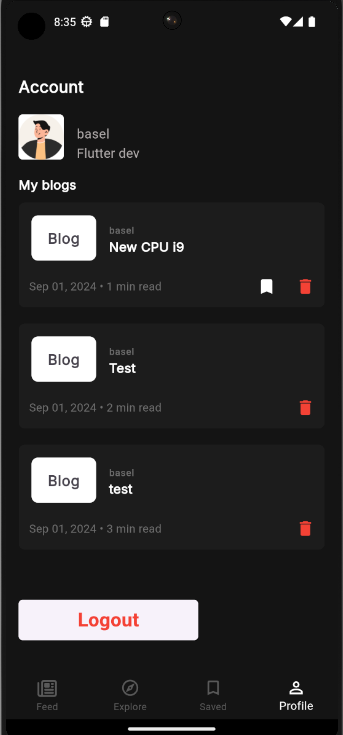 8:35
Account
basel
Flutter dev
My blogs
Blog
basel
New CPU i9
Sep 01, 2024 • 1 min read
Blog
basel
Test
Sep 01, 2024 • 2 min read
Blog
basel
test
Sep 01, 2024 • 3 min read
Logout
Feed Explore Saved Profile